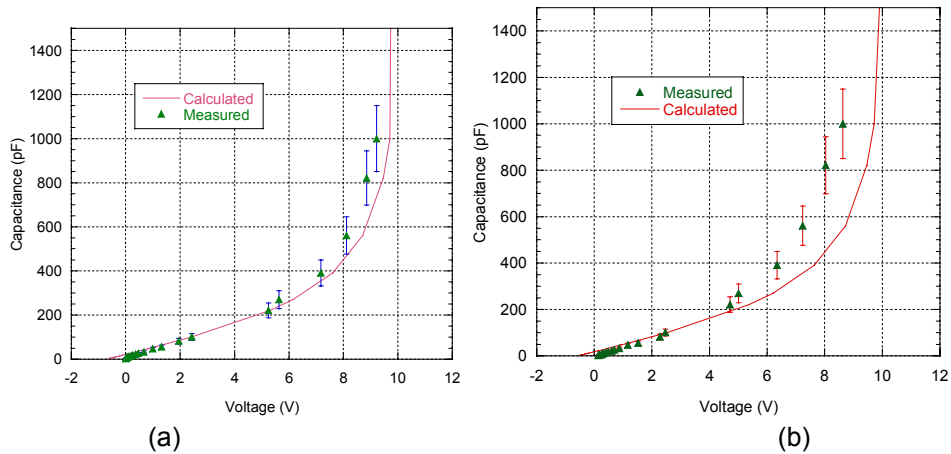 1400
1200
1000
800
600
400
200
0
Capacitance (pF)
Calculated
Measured
-2 0 2 4 6 8 10 12
Voltage (V)
(a)
1400
1200
1000
800
600
400
200
0
Capacitance (pF)
Measured
Calculated
-2 0 2 4 6 8 10 12
Voltage (V)
(b)